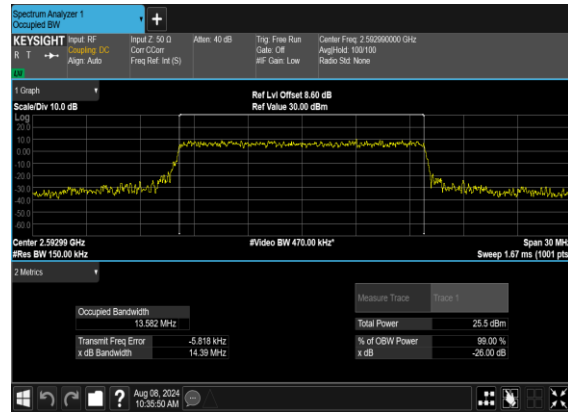 Spectrum Analyzer 1
Occupied BW
+
KEYSIGHT Input: RF Input Z: 50 Ω Atten: 40 dB Trig: Free Run Center Freq: 2.592990000 GHz
R T Coupling: DC Corr CCorr Gate: Off Avg|Hold: 100/100
Align: Auto Freq Ref: Int (S) #IF Gain: Low Radio Std: None
LW
1 Graph
Ref Lvl Offset 8.60 dB
Scale/Div 10.0 dB Ref Value 30.00 dBm
Log
20.0
10.0
0.00
-10.0
-20.0
-30.0
-40.0
-50.0
-60.0
Center 2.59299 GHz #Video BW 470.00 kHz* Span 30 MHz
#Res BW 150.00 kHz Sweep 1.67 ms (1001 pts
2 Metrics
Measure Trace Trace 1
Occupied Bandwidth
13.582 MHz
Total Power 25.5 dBm
Transmit Freq Error -5.818 kHz % of OBW Power 99.00 %
x dB Bandwidth 14.39 MHz x dB -26.00 dB
? Aug 08, 2024
10:35:50 AM